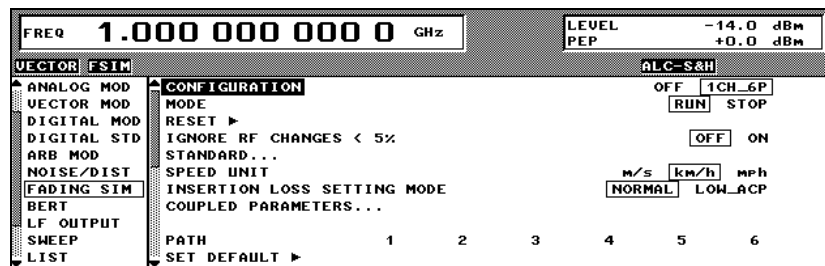 FREQ 1.000 000 000 0 GHz
LEVEL -14.0 dBm
PEP +0.0 dBm
VECTOR FSIM ALC-S&H
ANALOG MOD
VECTOR MOD
DIGITAL MOD
DIGITAL STD
ARB MOD
NOISE/DIST
FADING SIM
BERT
LF OUTPUT
SWEEP
LIST
CONFIGURATION OFF 1CH_6P
MODE RUN STOP
RESET ►
IGNORE RF CHANGES < 5% OFF ON
STANDARD...
SPEED UNIT m/s km/h mph
INSERTION LOSS SETTING MODE NORMAL LOW_ACP
COUPLED PARAMETERS...
PATH 1 2 3 4 5 6
SET DEFAULT ►